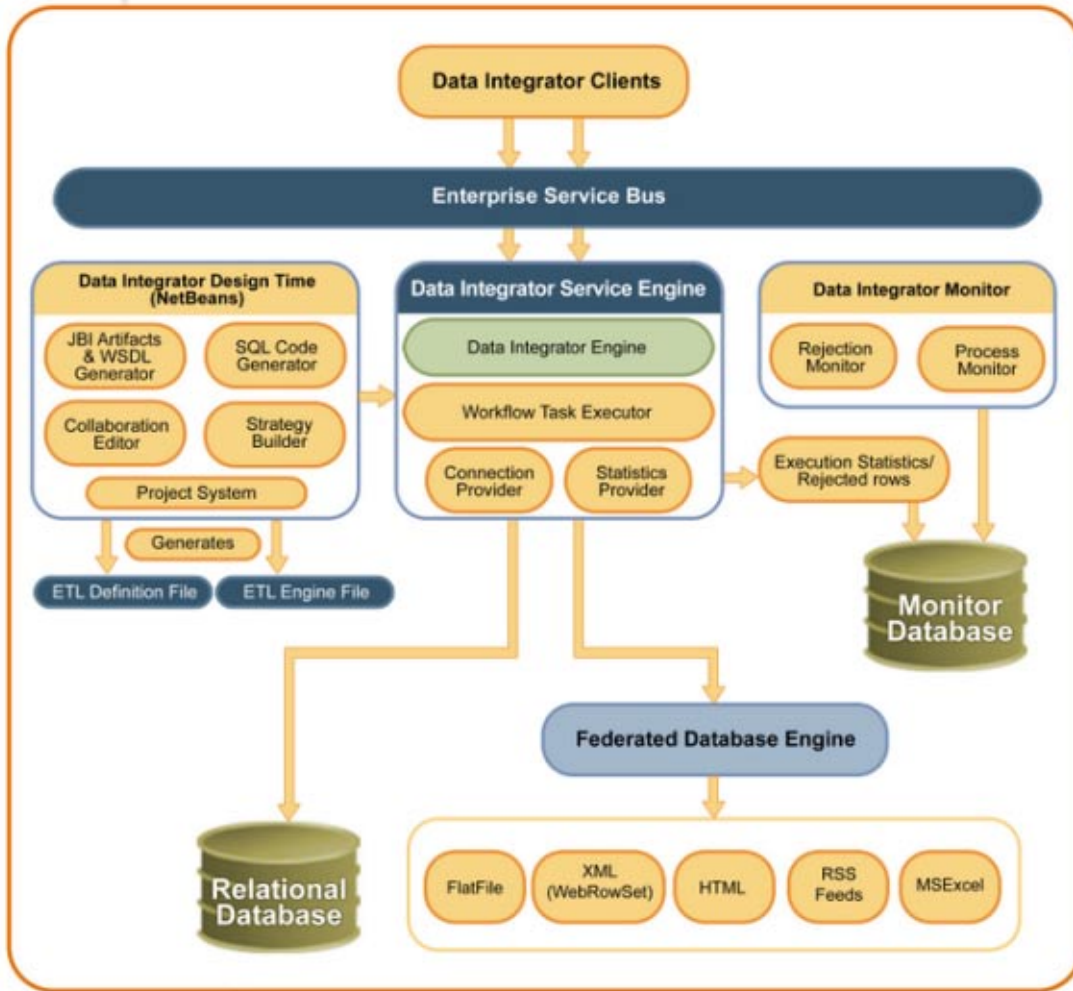 Data Integrator Clients
Enterprise Service Bus
Data Integrator Design Time
(NetBeans)
JBI Artifacts
& WSDL
Generator
SQL Code
Generator
Collaboration
Editor
Strategy
Builder
Project System
Generates
ETL Definition File
ETL Engine File
Data Integrator Service Engine
Data Integrator Engine
Workflow Task Executor
Connection
Provider
Statistics
Provider
Data Integrator Monitor
Rejection
Monitor
Process
Monitor
Execution Statistics/
Rejected rows
Monitor
Database
Federated Database Engine
Relational
Database
FlatFile
XML
(WebRowSet)
HTML
RSS
Feeds
MSExcel